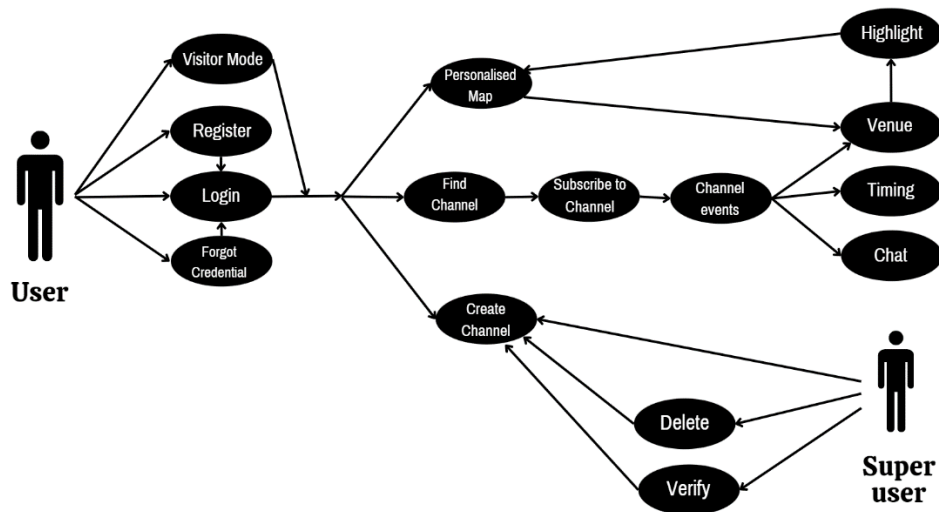 Visitor Mode
Register
Login
Forgot
Credential
User
Personalised
Map
Find
Channel
Subscribe to
Channel
Channel
events
Highlight
Venue
Timing
Chat
Create
Channel
Delete
Verify
Super
user